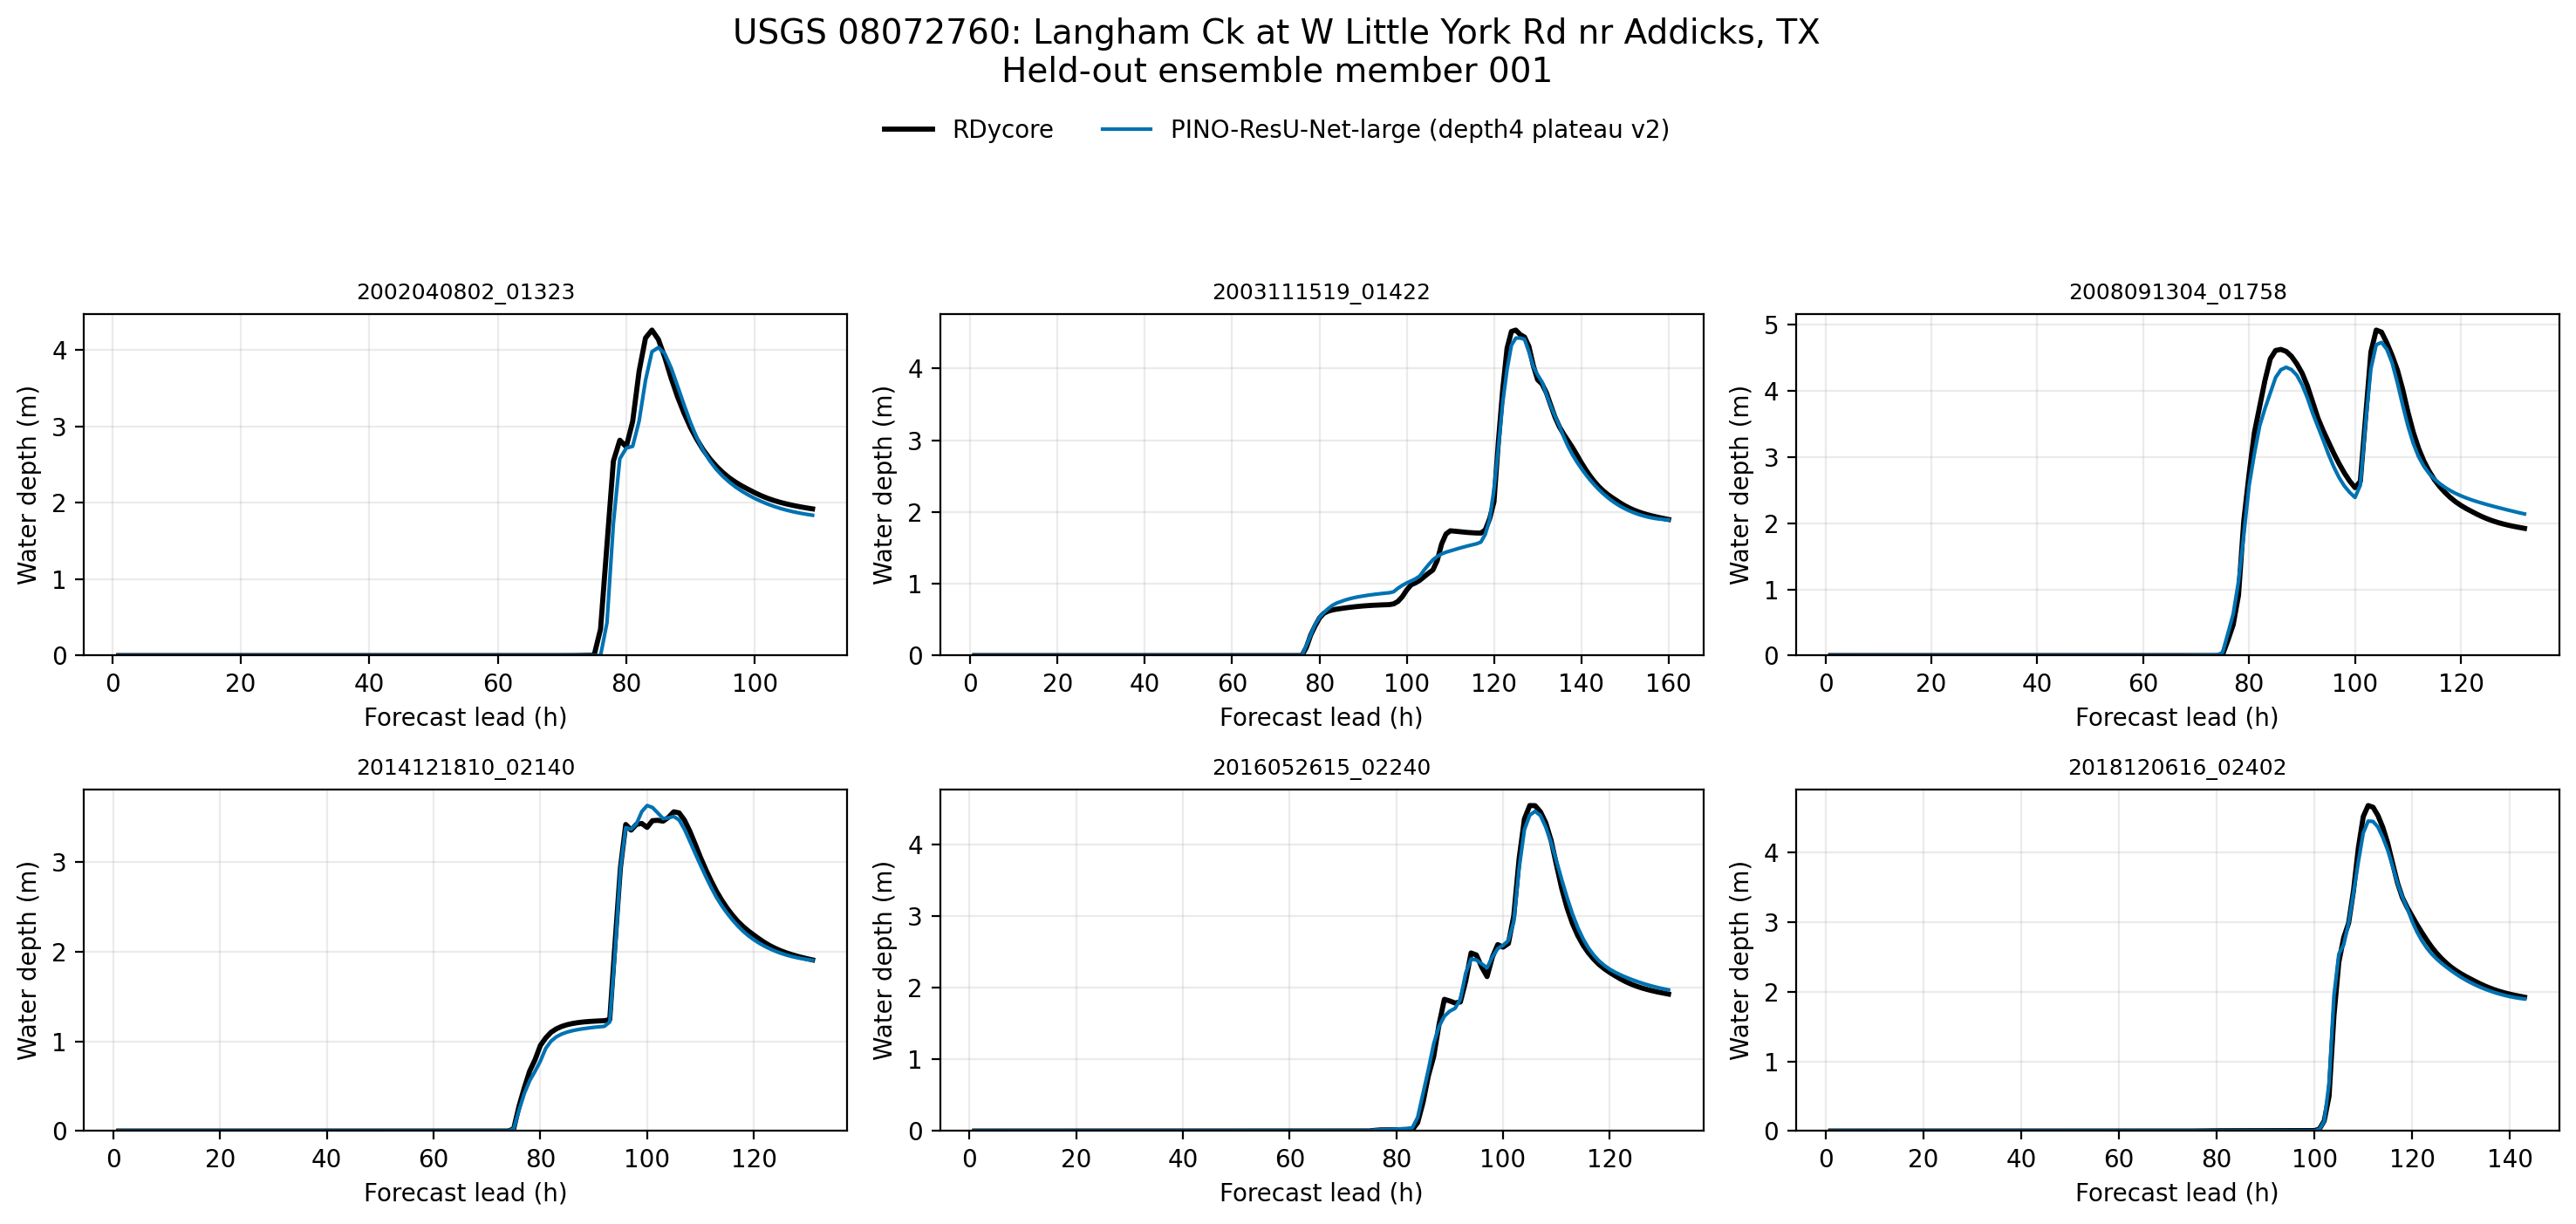 USGS 08072760: Langham Ck at W Little York Rd nr Addicks, TX
Held-out ensemble member 001
RDycore
PINO-ResU-Net-large (depth4 plateau v2)
2002040802_01323
Water depth (m)
4
3
2
1
0
0 20 40 60 80 100
Forecast lead (h)
2003111519_01422
Water depth (m)
4
3
2
1
0
0 20 40 60 80 100 120 140 160
Forecast lead (h)
2008091304_01758
Water depth (m)
5
4
3
2
1
0
0 20 40 60 80 100 120
Forecast lead (h)
2014121810_02140
Water depth (m)
3
2
1
0
0 20 40 60 80 100 120
Forecast lead (h)
2016052615_02240
Water depth (m)
4
3
2
1
0
0 20 40 60 80 100 120
Forecast lead (h)
2018120616_02402
Water depth (m)
4
3
2
1
0
0 20 40 60 80 100 120 140
Forecast lead (h)